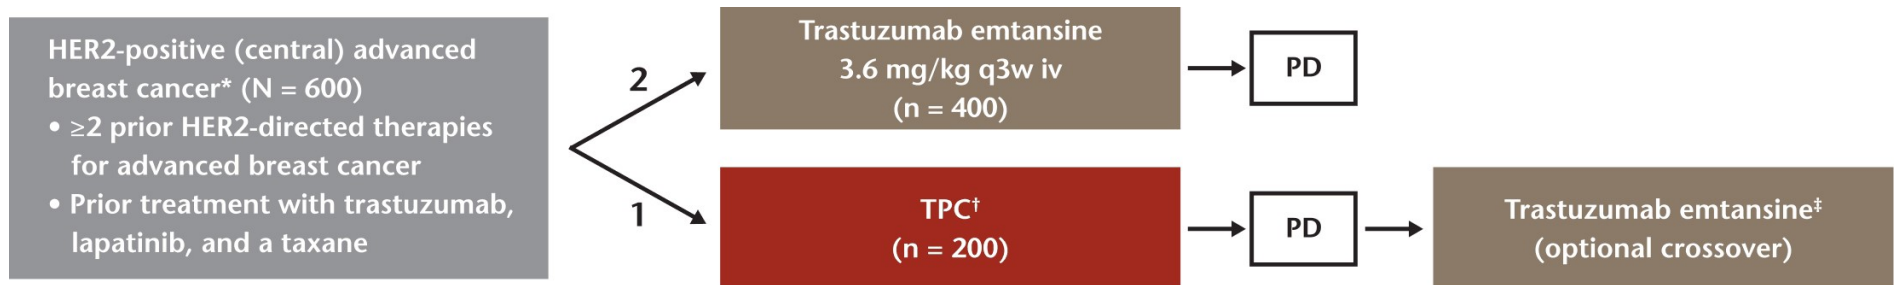 HER2-positive (central) advanced
breast cancer* (N = 600)
• ≥2 prior HER2-directed therapies
for advanced breast cancer
• Prior treatment with trastuzumab,
lapatinib, and a taxane
2
1
Trastuzumab emtansine
3.6 mg/kg q3w iv
(n = 400)
PD
TPC†
(n = 200)
PD
Trastuzumab emtansine‡
(optional crossover)